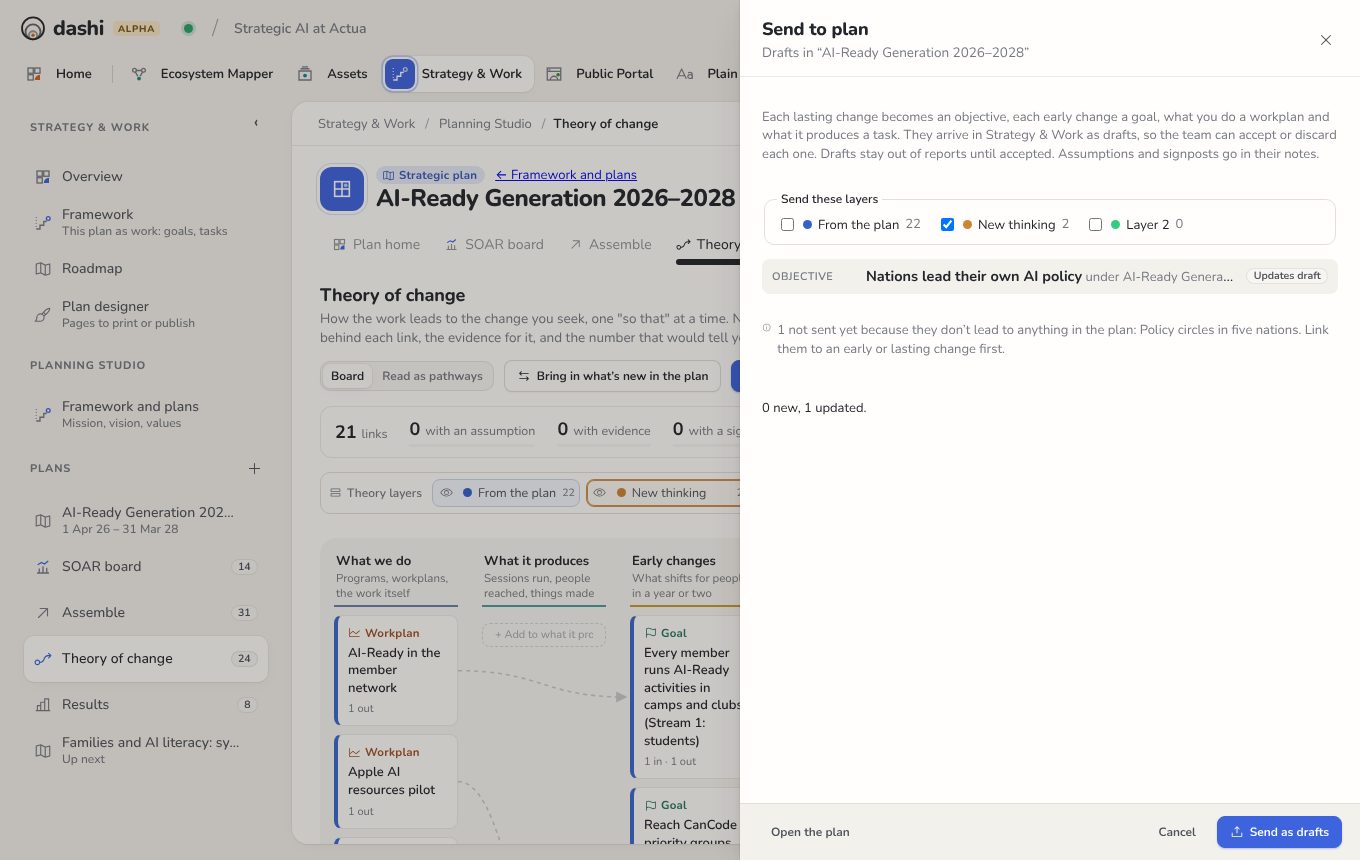 dashi ALPHA / Strategic AI at Actua
Home Ecosystem Mapper Assets Strategy & Work Public Portal Aa Plain
STRATEGY & WORK
Overview
Framework
This plan as work: goals, tasks
Roadmap
Plan designer
Pages to print or publish
PLANNING STUDIO
Framework and plans
Mission, vision, values
PLANS
AI-Ready Generation 202...
1 Apr 26 – 31 Mar 28
SOAR board 14
Assemble 31
Theory of change 24
Results 8
Families and AI literacy: sy...
Up next
Strategy & Work / Planning Studio / Theory of change
Strategic plan ← Framework and plans
AI-Ready Generation 2026–2028
Plan home SOAR board Assemble Theory
Theory of change
How the work leads to the change you seek, one "so that" at a time.
behind each link, the evidence for it, and the number that would tell
Board Read as pathways Bring in what's new in the plan
21 links 0 with an assumption 0 with evidence 0 with a
Theory layers From the plan 22 New thinking
What we do
Programs, workplans,
the work itself
Workplan
AI-Ready in the
member
network
1 out
Workplan
Apple AI
resources pilot
1 out
What it produces
Sessions run, people
reached, things made
+ Add to what it prc
Early changes
What shifts for
in a year or two
Goal
Every member
runs AI-Ready
activities in
camps and clubs
(Stream 1:
students)
1 in · 1 out
Goal
Reach CanCode
priority groups
Send to plan
Drafts in “AI-Ready Generation 2026–2028”
Each lasting change becomes an objective, each early change a goal, what you do a workplan and
what it produces a task. They arrive in Strategy & Work as drafts, so the team can accept or discard
each one. Drafts stay out of reports until accepted. Assumptions and signposts go in their notes.
Send these layers
From the plan 22 New thinking 2 Layer 2 0
OBJECTIVE Nations lead their own AI policy under AI-Ready Genera... Updates draft
1 not sent yet because they don’t lead to anything in the plan: Policy circles in five nations. Link
them to an early or lasting change first.
0 new, 1 updated.
Open the plan Cancel Send as drafts